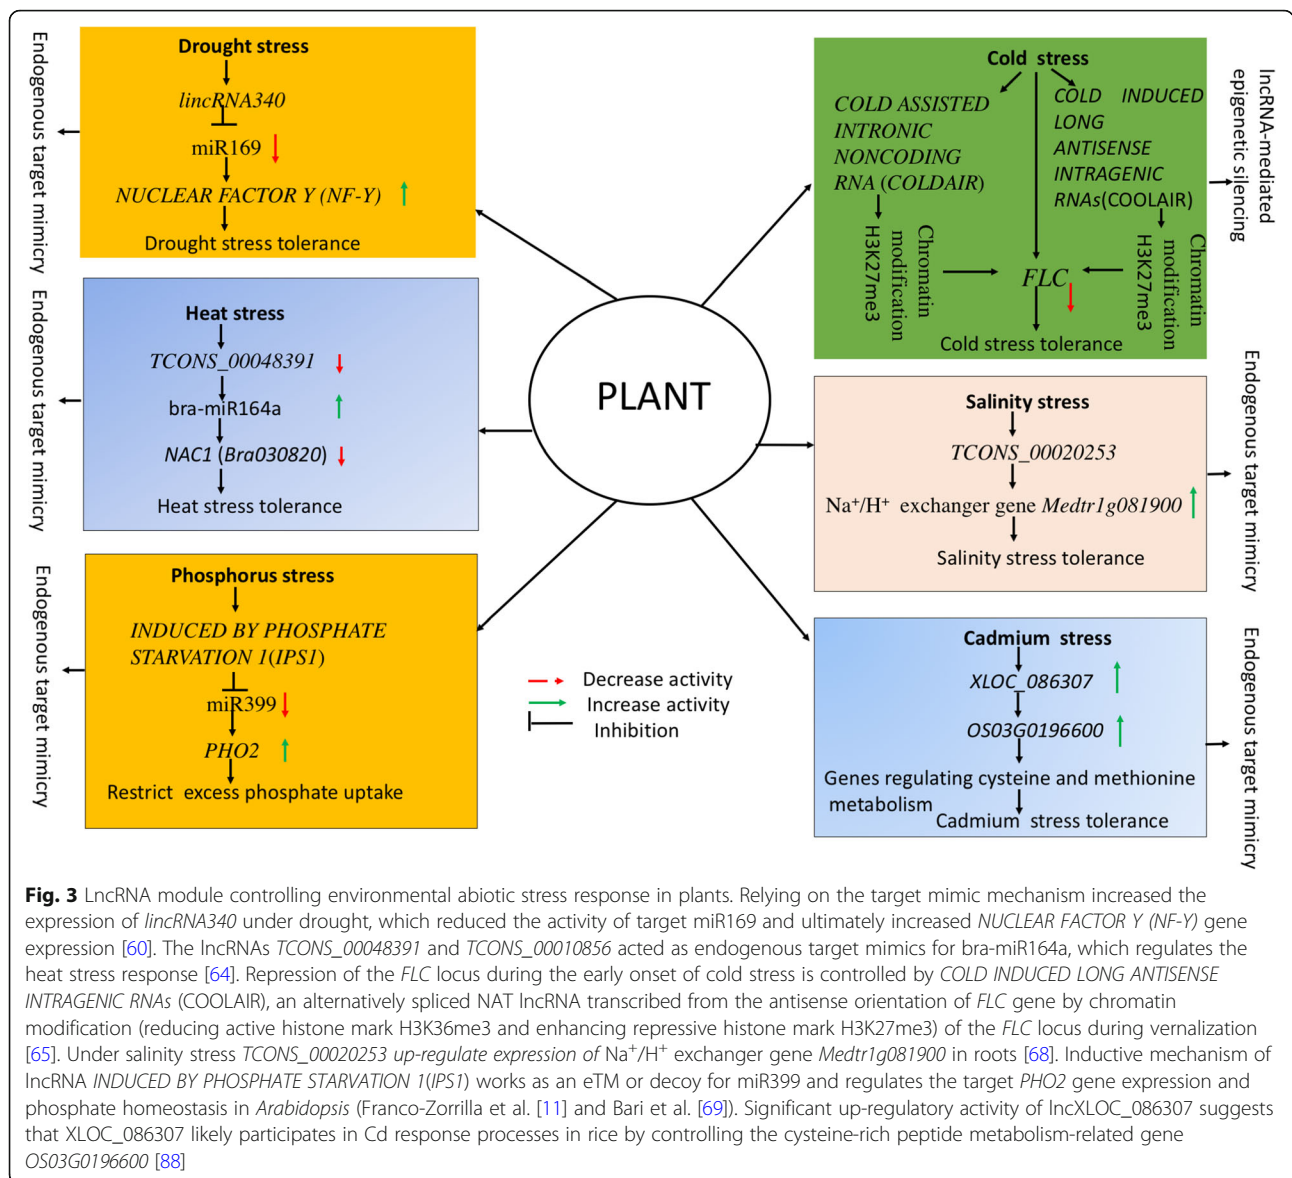 Endogenous target mimicry
Drought stress
lincRNA340
miR169
NUCLEAR FACTOR Y (NF-Y)
Drought stress tolerance
Endogenous target mimicry
Heat stress
TCONS_00048391
bra-miR164a
NAC1 (Bra030820)
Heat stress tolerance
Endogenous target mimicry
Phosphorus stress
INDUCED BY PHOSPHATE
STARVATION 1(IPS1)
miR399
PHO2
Restrict excess phosphate uptake
PLANT
Decrease activity
Increase activity
Inhibition
Cold stress
COLD ASSISTED
INTRONIC
NONCODING
RNA (COLDAIR)
COLD INDUCED
LONG
ANTISENSE
INTRAGENIC
RNAs(COOLAIR)
Chromatin
modification
H3K27me3
FLC
Chromatin
modification
H3K27me3
Cold stress tolerance
lncRNA-mediated
epigenetic silencing
Salinity stress
TCONS_00020253
Na⁺/H⁺ exchanger gene Medtr1g081900
Salinity stress tolerance
Endogenous target mimicry
Cadmium stress
XLOC_086307
OS03G0196600
Genes regulating cysteine and methionine
metabolism
Cadmium stress tolerance
Endogenous target mimicry
Fig. 3 LncRNA module controlling environmental abiotic stress response in plants. Relying on the target mimic mechanism increased the
expression of lincRNA340 under drought, which reduced the activity of target miR169 and ultimately increased NUCLEAR FACTOR Y (NF-Y) gene
expression [60]. The lncRNAs TCONS_00048391 and TCONS_00010856 acted as endogenous target mimics for bra-miR164a, which regulates the
heat stress response [64]. Repression of the FLC locus during the early onset of cold stress is controlled by COLD INDUCED LONG ANTISENSE
INTRAGENIC RNAs (COOLAIR), an alternatively spliced NAT lncRNA transcribed from the antisense orientation of FLC gene by chromatin
modification (reducing active histone mark H3K36me3 and enhancing repressive histone mark H3K27me3) of the FLC locus during vernalization
[65]. Under salinity stress TCONS_00020253 up-regulate expression of Na⁺/H⁺ exchanger gene Medtr1g081900 in roots [68]. Inductive mechanism of
lncRNA INDUCED BY PHOSPHATE STARVATION 1(IPS1) works as an eTM or decoy for miR399 and regulates the target PHO2 gene expression and
phosphate homeostasis in Arabidopsis (Franco-Zorrilla et al. [11] and Bari et al. [69]). Significant up-regulatory activity of lncXLOC_086307 suggests
that XLOC_086307 likely participates in Cd response processes in rice by controlling the cysteine-rich peptide metabolism-related gene
OS03G0196600 [88]